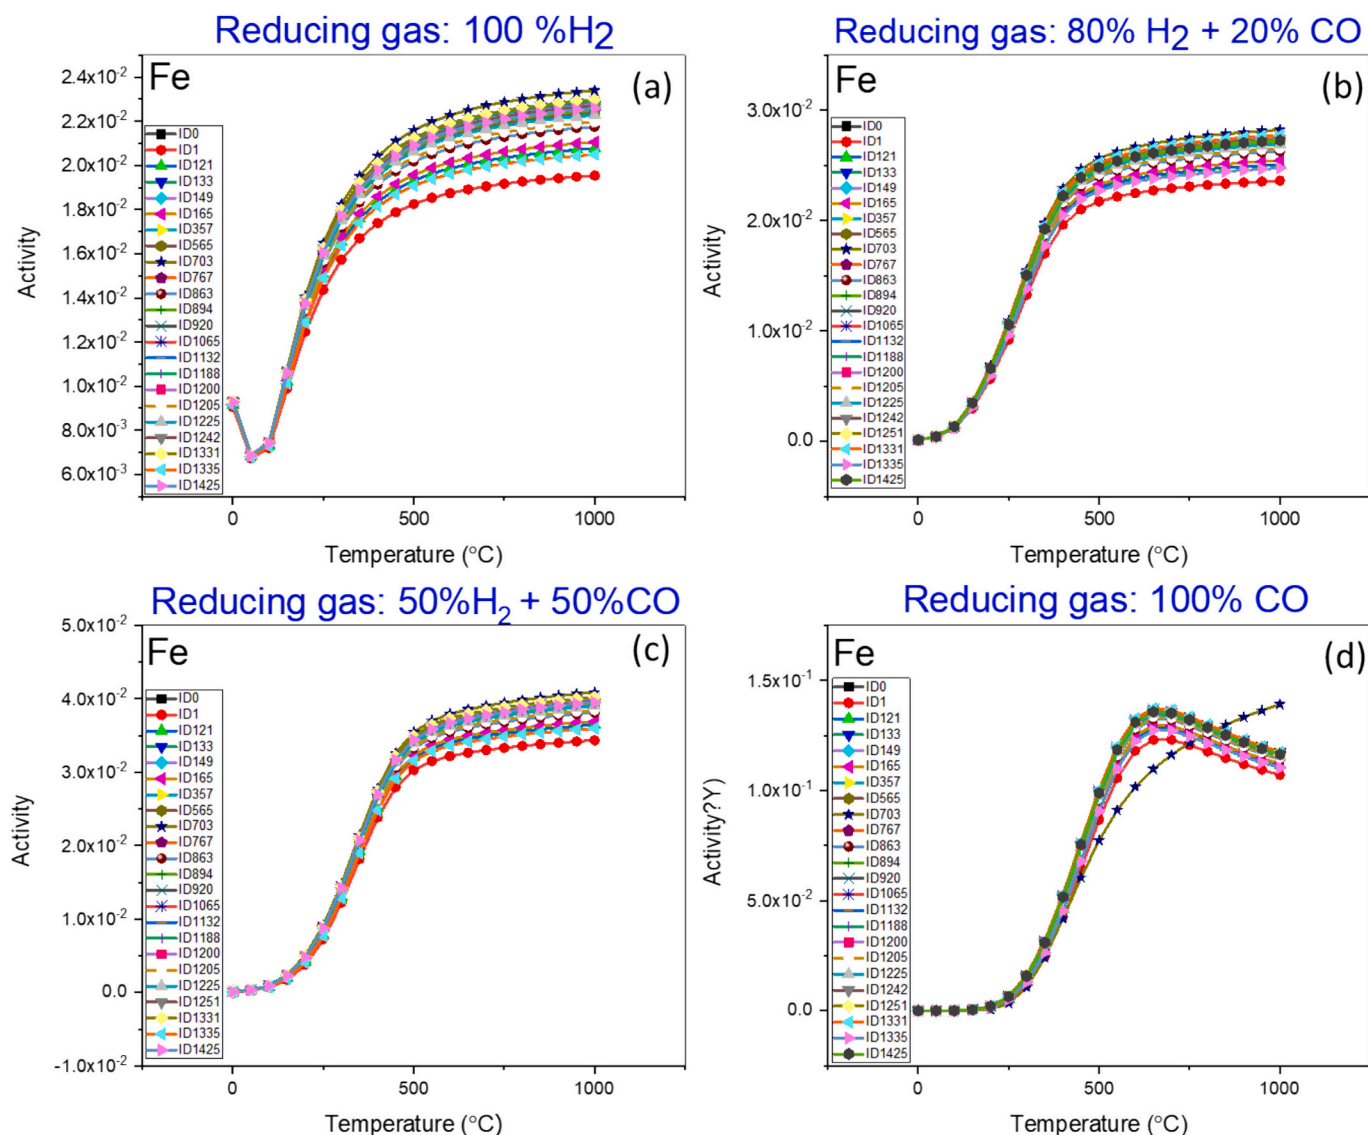 Reducing gas: 100 %H2
Fe
(a)
2.4x10⁻²
2.2x10⁻²
2.0x10⁻²
1.8x10⁻²
1.6x10⁻²
1.4x10⁻²
1.2x10⁻²
1.0x10⁻²
8.0x10⁻³
6.0x10⁻³
Activity
ID0
ID1
ID121
ID133
ID149
ID165
ID357
ID565
ID703
ID767
ID863
ID894
ID920
ID1065
ID1132
ID1188
ID1200
ID1205
ID1225
ID1242
ID1331
ID1335
ID1425
0 500 1000
Temperature (°C)
Reducing gas: 80% H2 + 20% CO
Fe
(b)
3.0x10⁻²
2.0x10⁻²
1.0x10⁻²
0.0
Activity
ID0
ID1
ID121
ID133
ID149
ID165
ID357
ID565
ID703
ID767
ID863
ID894
ID920
ID1065
ID1132
ID1188
ID1200
ID1205
ID1225
ID1242
ID1251
ID1331
ID1335
ID1425
0 500 1000
Temperature (°C)
Reducing gas: 50%H₂ + 50%CO
Fe
(c)
5.0x10⁻²
4.0x10⁻²
3.0x10⁻²
2.0x10⁻²
1.0x10⁻²
0.0
-1.0x10⁻²
Activity
ID0
ID1
ID121
ID133
ID149
ID165
ID357
ID565
ID703
ID767
ID863
ID894
ID920
ID1065
ID1132
ID1188
ID1200
ID1205
ID1225
ID1251
ID1331
ID1335
ID1425
0 500 1000
Temperature (°C)
Reducing gas: 100% CO
Fe
(d)
1.5x10⁻¹
1.0x10⁻¹
5.0x10⁻²
0.0
Activity?Y)
ID0
ID1
ID121
ID133
ID149
ID165
ID357
ID565
ID703
ID767
ID863
ID894
ID920
ID1065
ID1132
ID1188
ID1200
ID1205
ID1225
ID1242
ID1251
ID1331
ID1335
ID1425
0 500 1000
Temperature (°C)